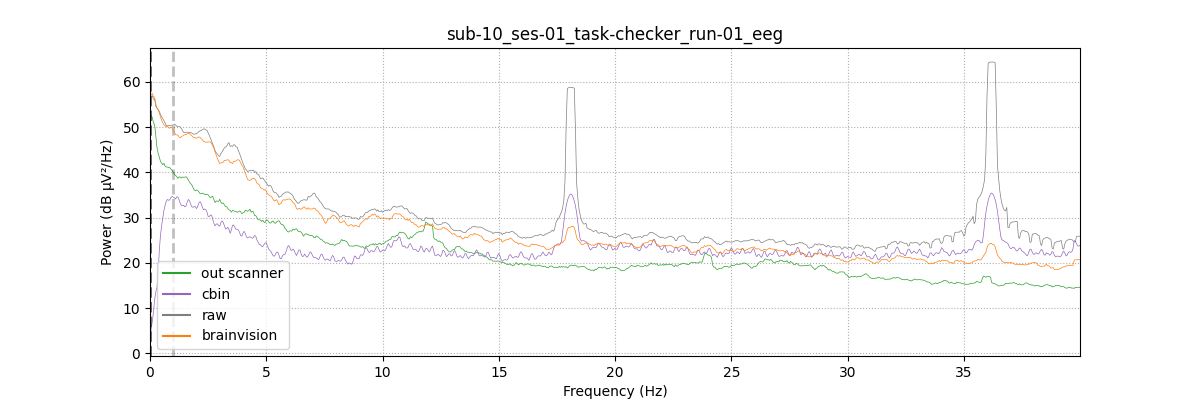 sub-10_ses-01_task-checker_run-01_eeg
Power (dB µV²/Hz)
60
50
40
30
20
10
0
out scanner
cbin
raw
brainvision
0 5 10 15 20 25 30 35
Frequency (Hz)